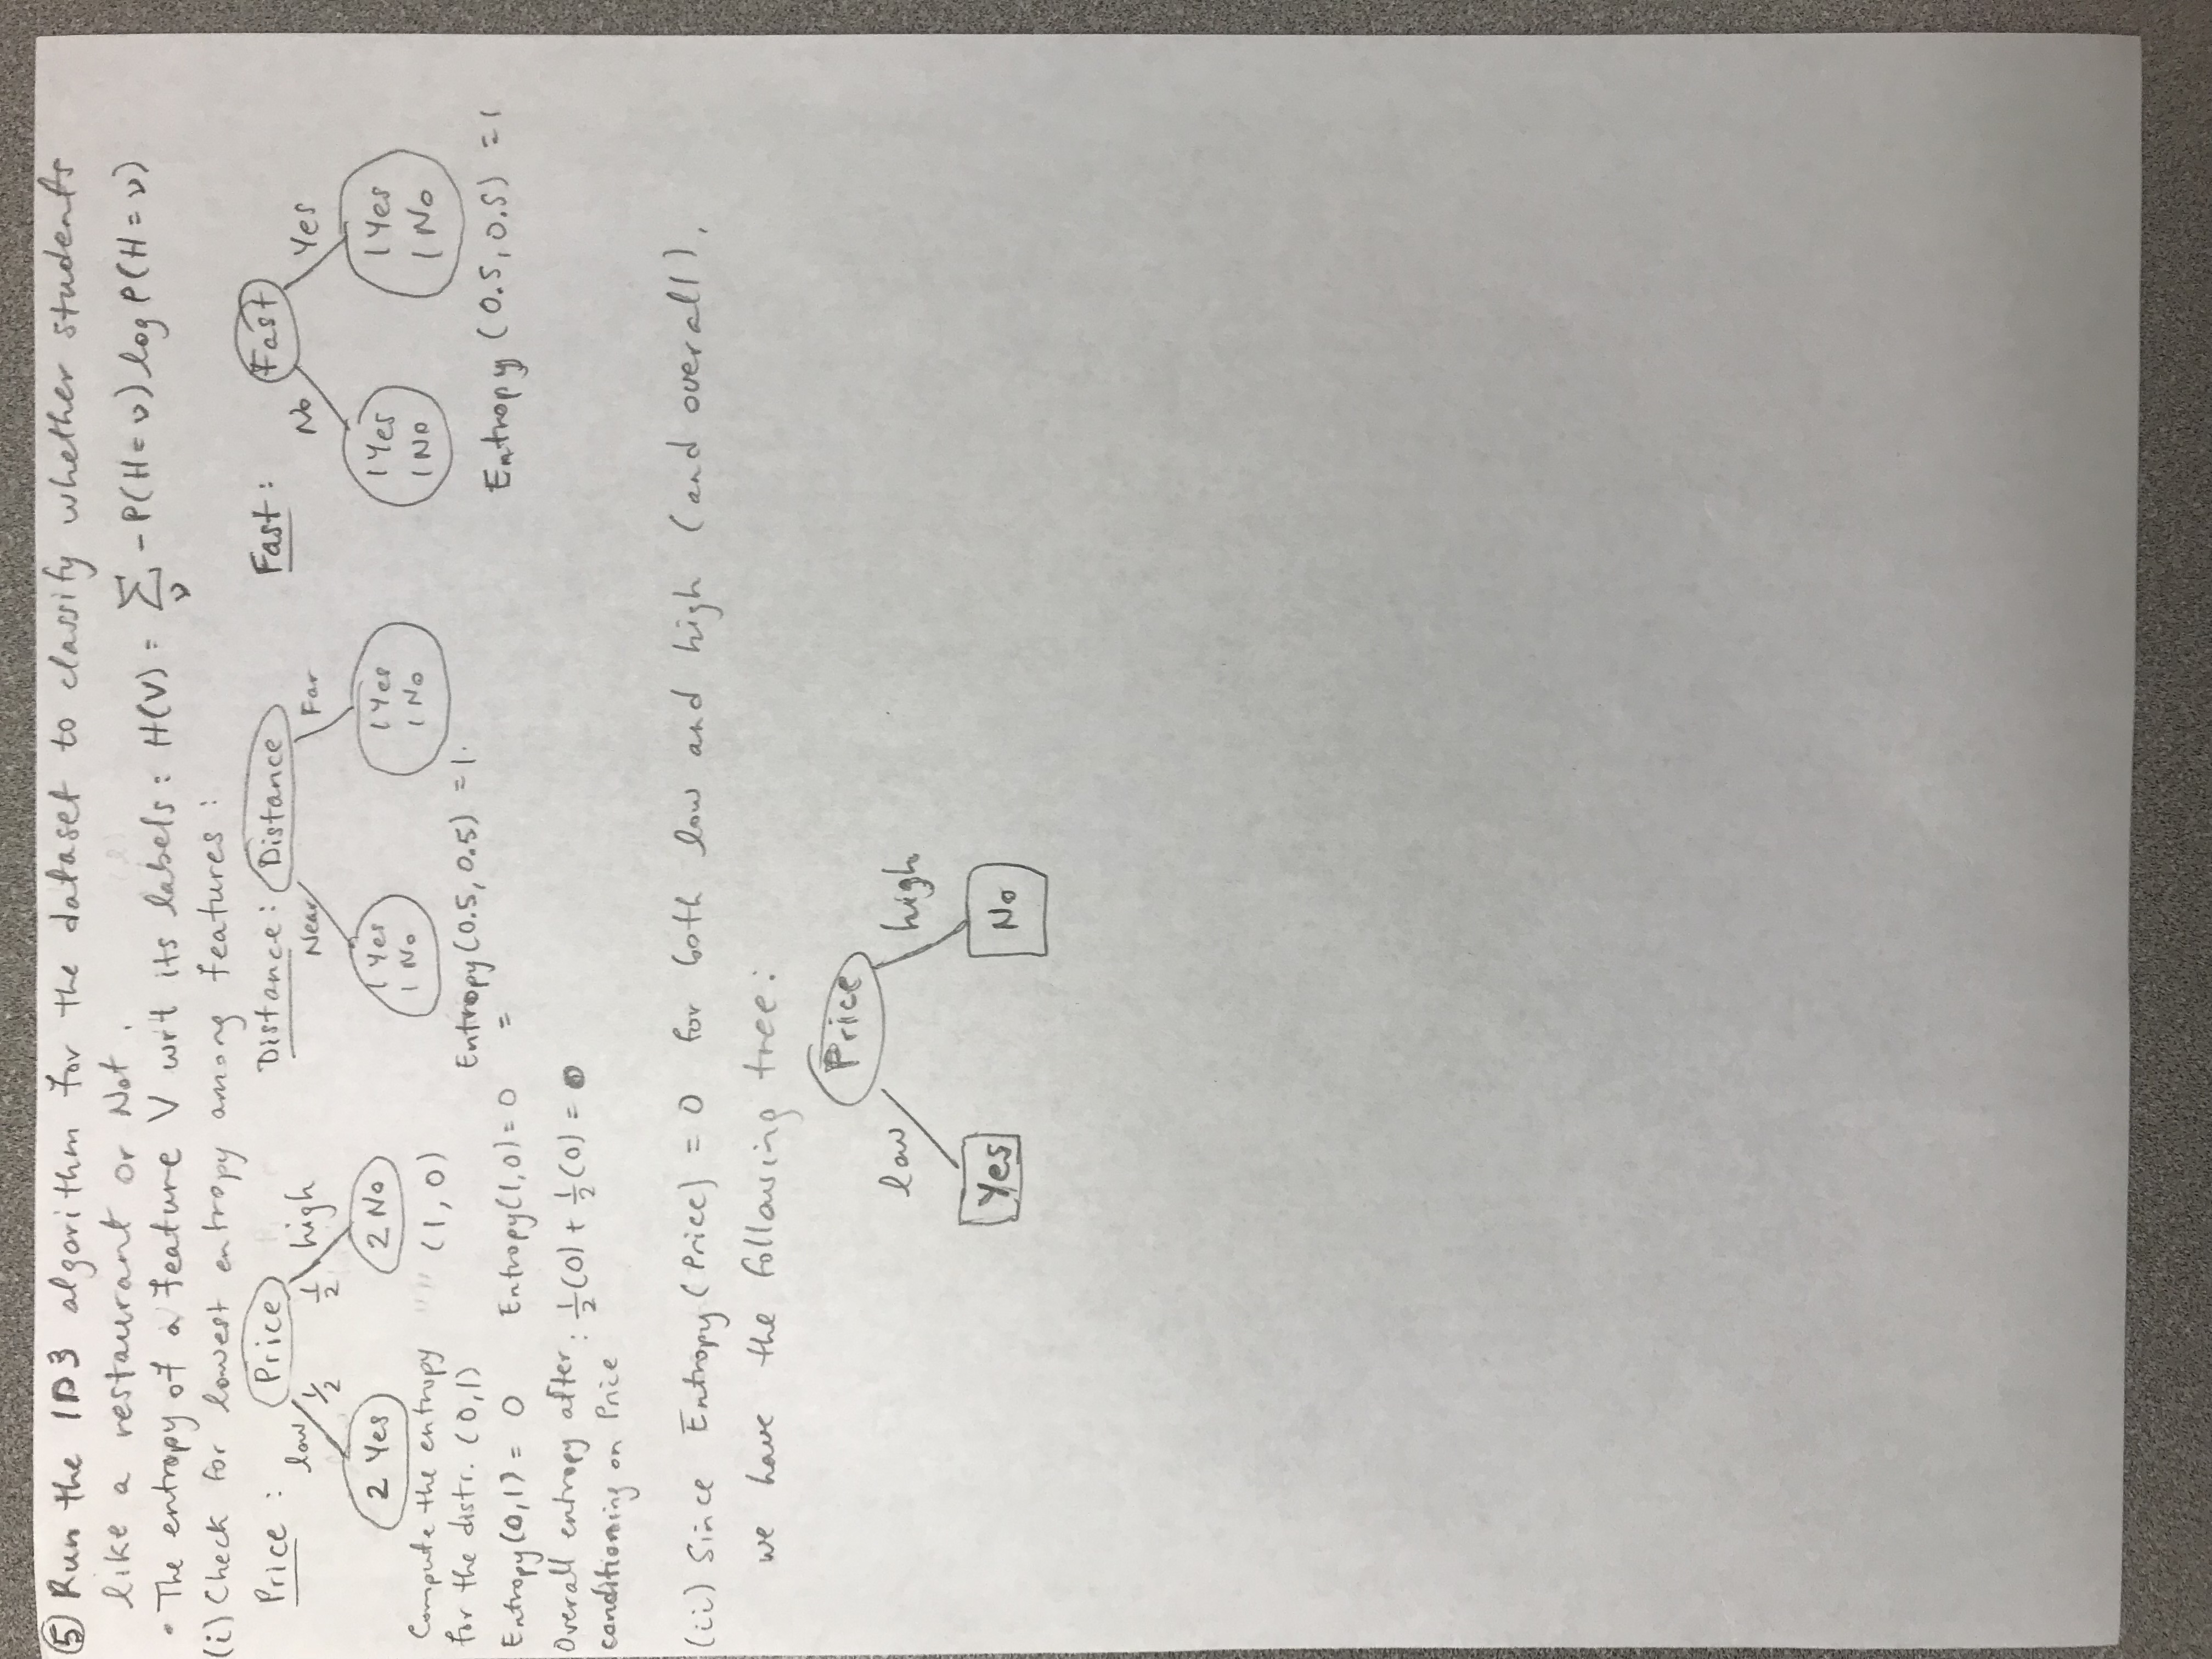 ⑤ Run the ID3 algorithm for the dataset to classify whether students
like a restaurant or Not.
• The entropy of a feature V wrt its labels: H(V) = Σ_v -P(H=v) log P(H=v)
(i) Check for lowest entropy among features:
Price: Price
low 1/2 1/2 high
2 Yes 2 No
Compute the entropy " " (1,0)
for the distr. (0,1)
Entropy(0,1) = 0 Entropy(1,0) = 0
Overall entropy after: 1/2(0) + 1/2(0) = 0
conditioning on Price
Distance: Distance
Near Far
1 Yes 1 Yes
1 No 1 No
Entropy(0.5, 0.5) = 1.
=
Fast: Fast
No Yes
1 Yes 1 Yes
1 No 1 No
Entropy (0.5, 0.5) = 1
(ii) Since Entropy(Price) = 0 for both low and high (and overall),
we have the following tree:
Price
low high
Yes No